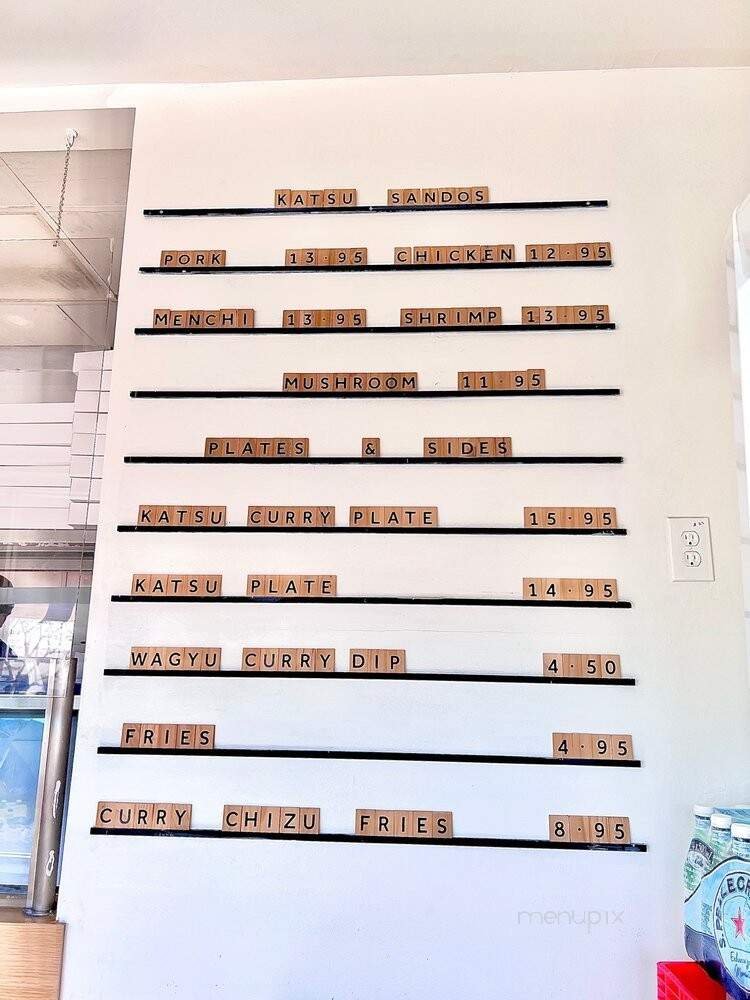 KATSU SANDOS
PORK 13.95 CHICKEN 12.95
MENCHI 13.95 SHRIMP 13.95
MUSHROOM 11.95
PLATES & SIDES
KATSU CURRY PLATE 15.95
KATSU PLATE 14.95
WAGYU CURRY DIP 4.50
FRIES 4.95
CURRY CHIZU FRIES 8.95
menupix